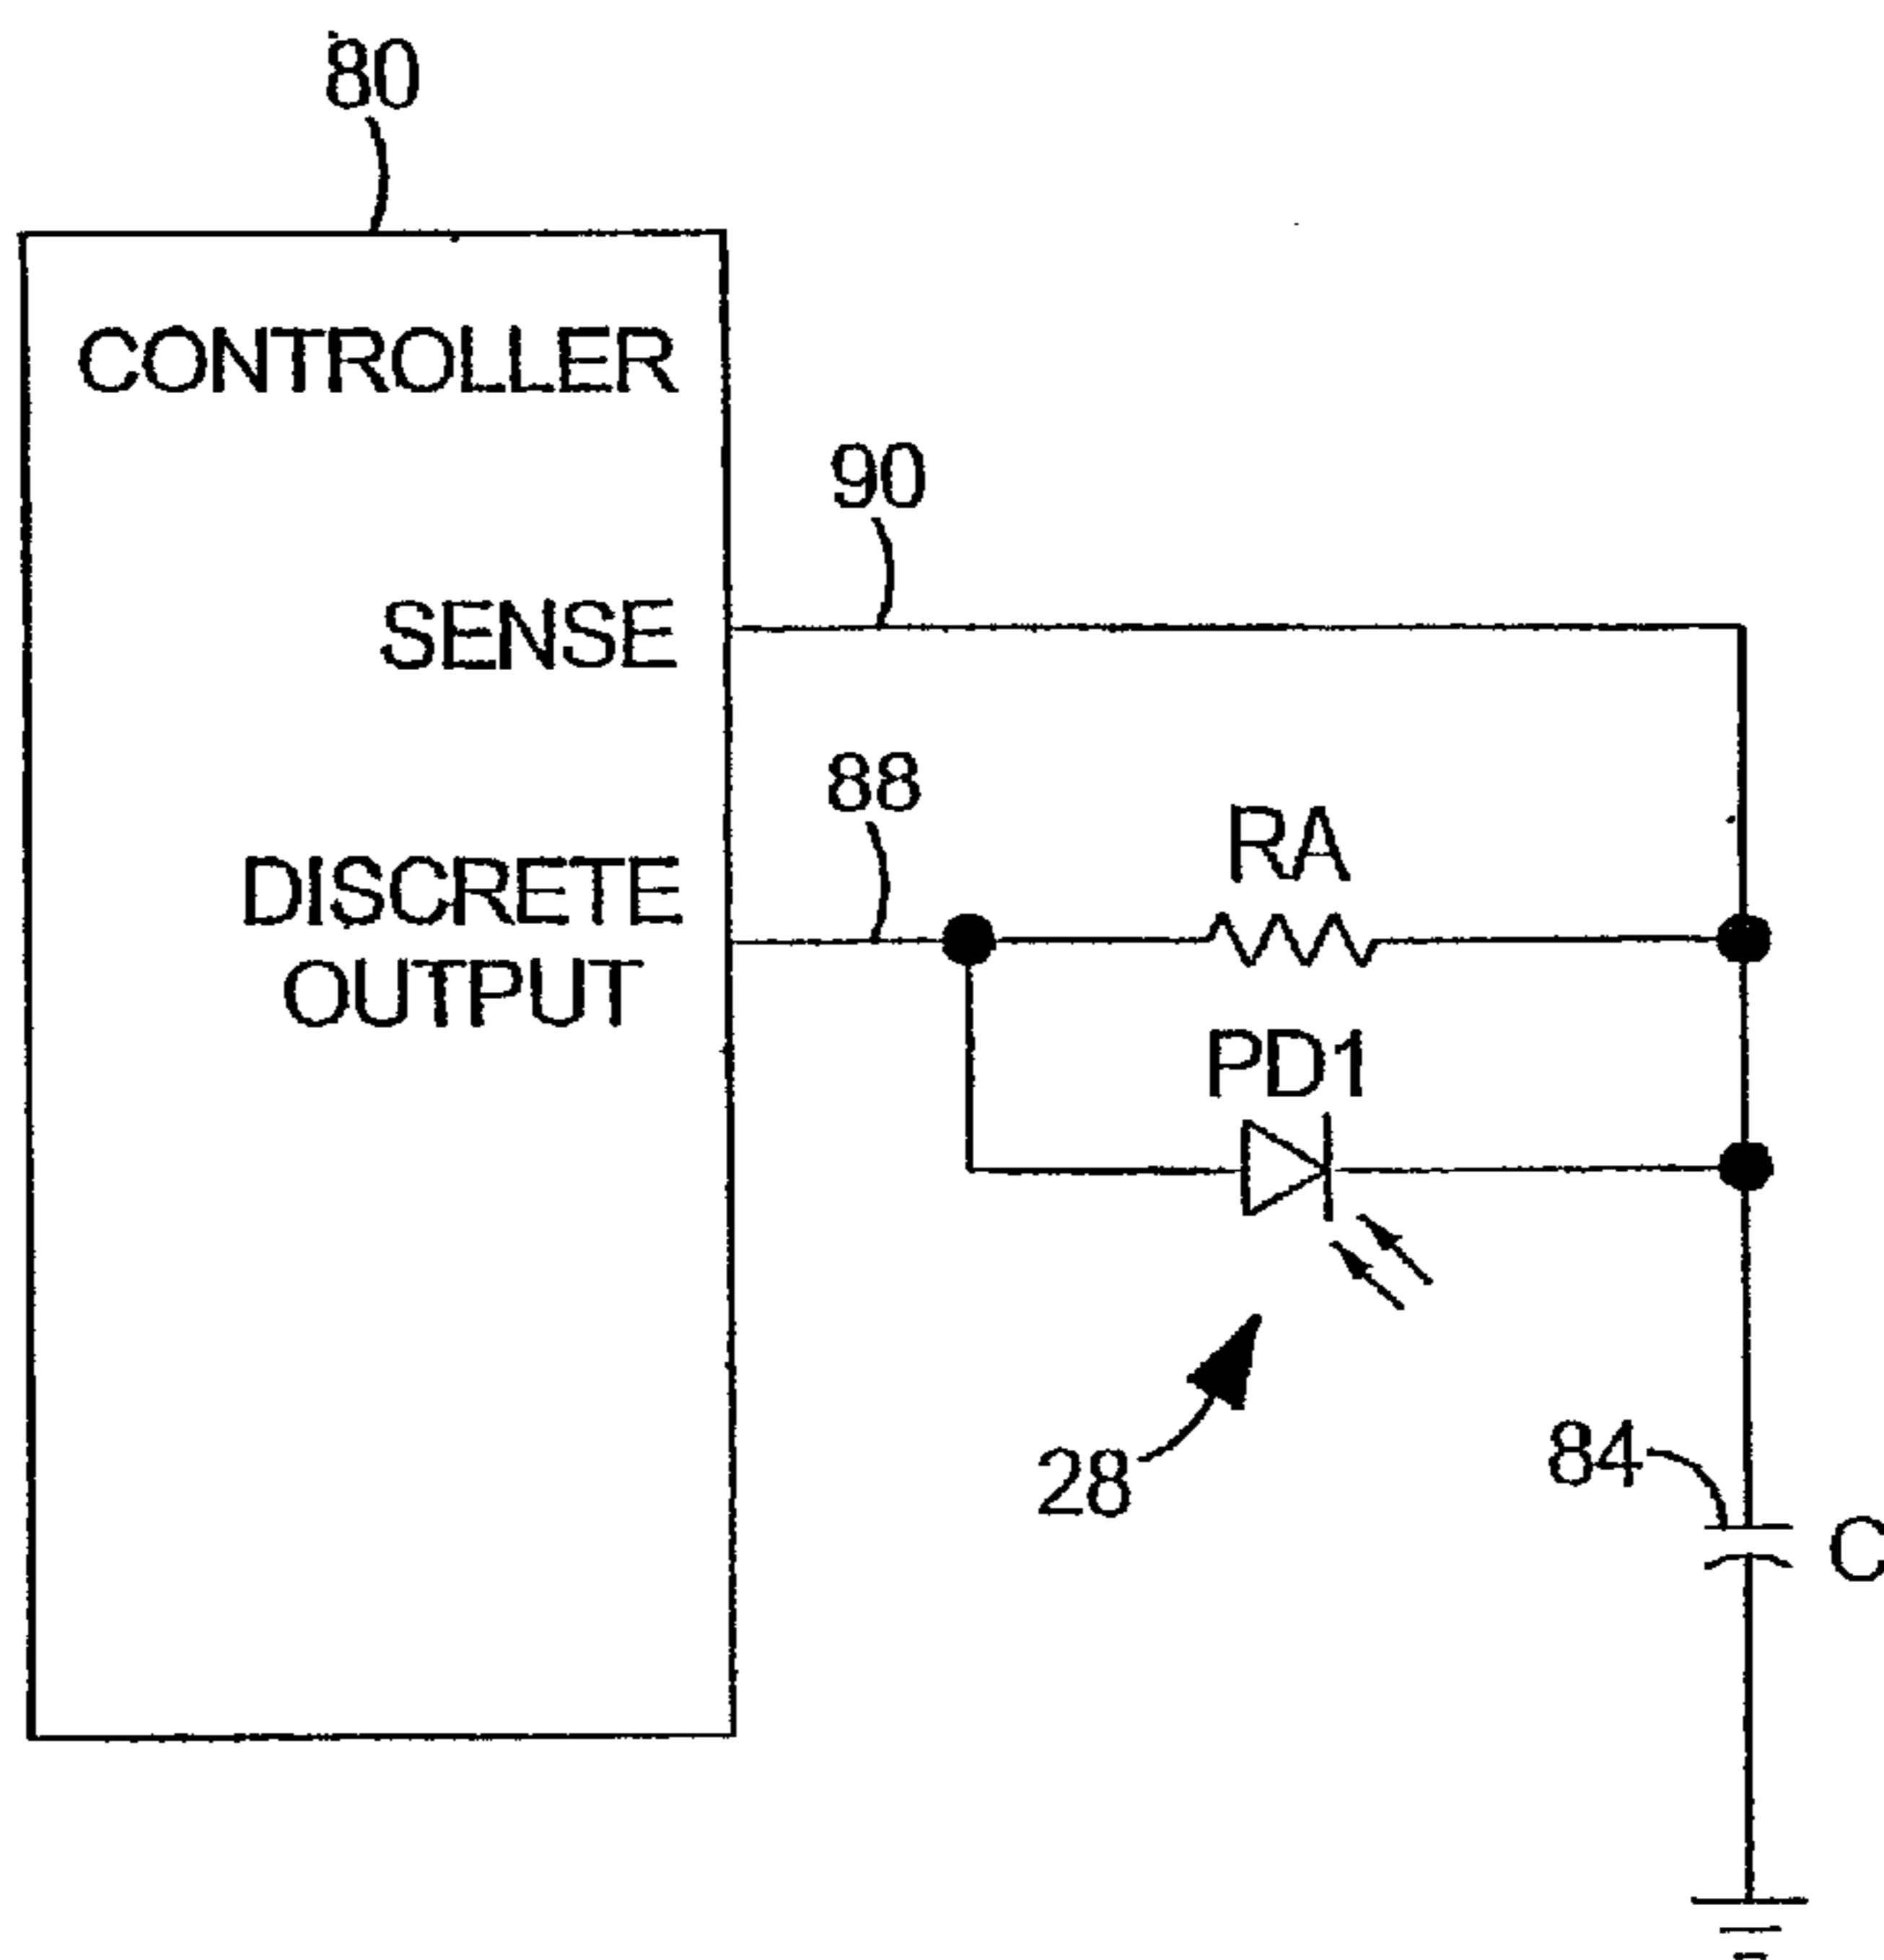 80
CONTROLLER
90
SENSE
88
RA
DISCRETE
OUTPUT
PD1
84
28
C